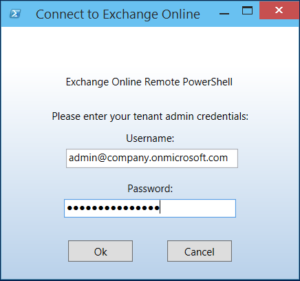 Connect to Exchange Online
Exchange Online Remote PowerShell
Please enter your tenant admin credentials:
Username:
admin@company.onmicrosoft.com
Password:
●●●●●●●●●●●●●●●
Ok Cancel